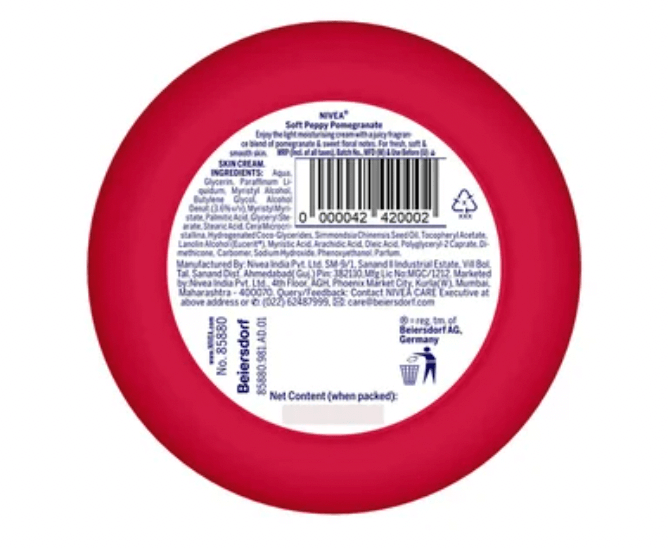 NIVEA®
Soft Peppy Pomegranate
Enjoy the light moisturising cream with a juicy fragran-
ce blend of pomegranate & sweet floral notes. For fresh, soft &
smooth skin. MRP (Incl. of all taxes), Batch No., MFD (M) & Use Before (U):
SKIN CREAM.
INGREDIENTS: Aqua,
Glycerin, Paraffinum Li-
quidum, Myristyl Alcohol,
Butylene Glycol, Alcohol
Denat. (3.6%v/v), Myristyl Myri-
state, Palmitic Acid, Glyceryl Ste-
arate, Stearic Acid, Cera Microcri-
stallina, Hydrogenated Coco-Glycerides, Simmondsia Chinensis Seed Oil, Tocopheryl Acetate,
Lanolin Alcohol (Eucerit®), Myristic Acid, Arachidic Acid, Oleic Acid, Polyglyceryl-2 Caprate, Di-
methicone, Carbomer, Sodium Hydroxide, Phenoxyethanol, Parfum.
0 000042 420002
Manufactured By: Nivea India Pvt. Ltd. SM-9/1, Sanand II Industrial Estate, Vill Bol,
Tal. Sanand Dist. Ahmedabad( Guj.) Pin: 382130, Mfg Lic No:MGC/1212. Marketed
by:Nivea India Pvt. Ltd., 4th Floor, AGH, Phoenix Market City, Kurla(W), Mumbai,
Maharashtra - 400070. Query/Feedback: Contact NIVEA CARE Executive at
above address or ✆ (022) 62487999, ✉: care@beiersdorf.com
www.NIVEA.com
No. 85880
Beiersdorf
85880.981.AD.01
® = reg. tm. of
Beiersdorf AG,
Germany
Net Content (when packed):